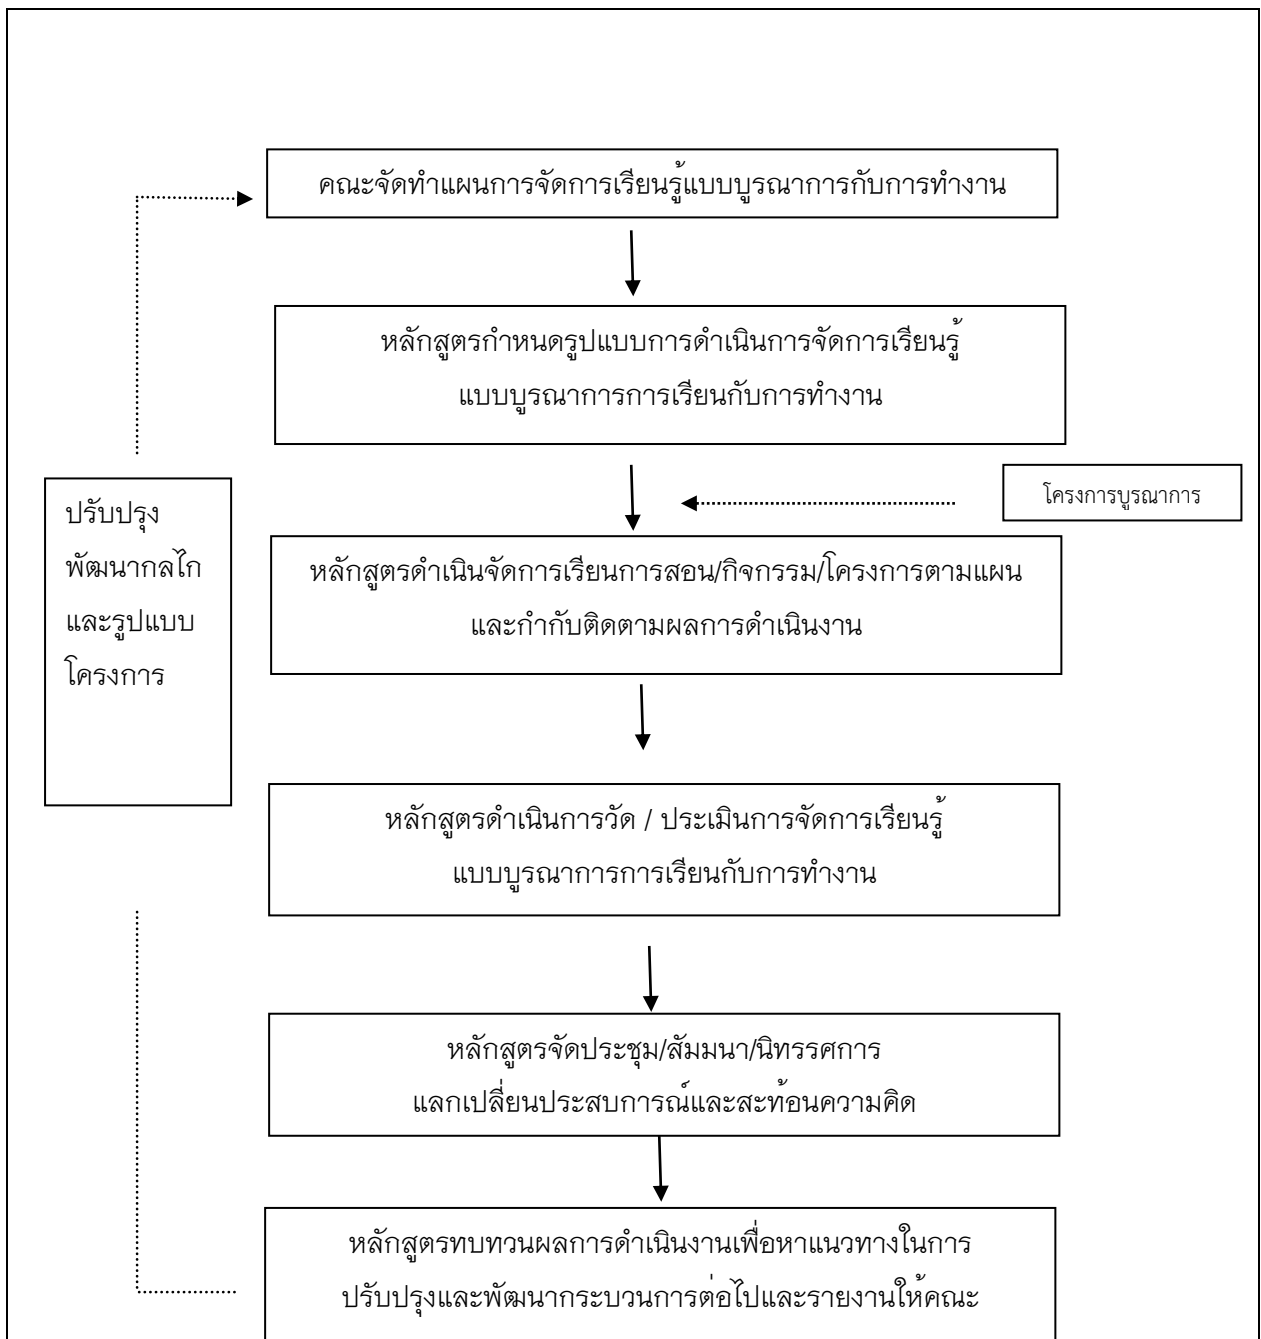 คณะจัดทำแผนการจัดการเรียนรู้แบบบูรณาการกับการทำงาน
หลักสูตรกำหนดรูปแบบการดำเนินการจัดการเรียนรู้
แบบบูรณาการการเรียนกับการทำงาน
โครงการบูรณาการ
ปรับปรุง
พัฒนากลไก
และรูปแบบ
โครงการ
หลักสูตรดำเนินจัดการเรียนการสอน/กิจกรรม/โครงการตามแผน
และกำกับติดตามผลการดำเนินงาน
หลักสูตรดำเนินการวัด / ประเมินการจัดการเรียนรู้
แบบบูรณาการการเรียนกับการทำงาน
หลักสูตรจัดประชุม/สัมมนา/นิทรรศการ
แลกเปลี่ยนประสบการณ์และสะท้อนความคิด
หลักสูตรทบทวนผลการดำเนินงานเพื่อหาแนวทางในการ
ปรับปรุงและพัฒนากระบวนการต่อไปและรายงานให้คณะ